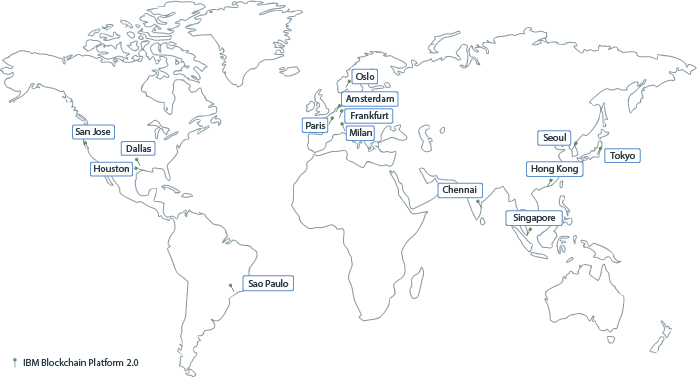 Oslo
Amsterdam
Frankfurt
Paris
Milan
San Jose
Dallas
Houston
Seoul
Tokyo
Hong Kong
Chennai
Singapore
Sao Paulo
IBM Blockchain Platform 2.0